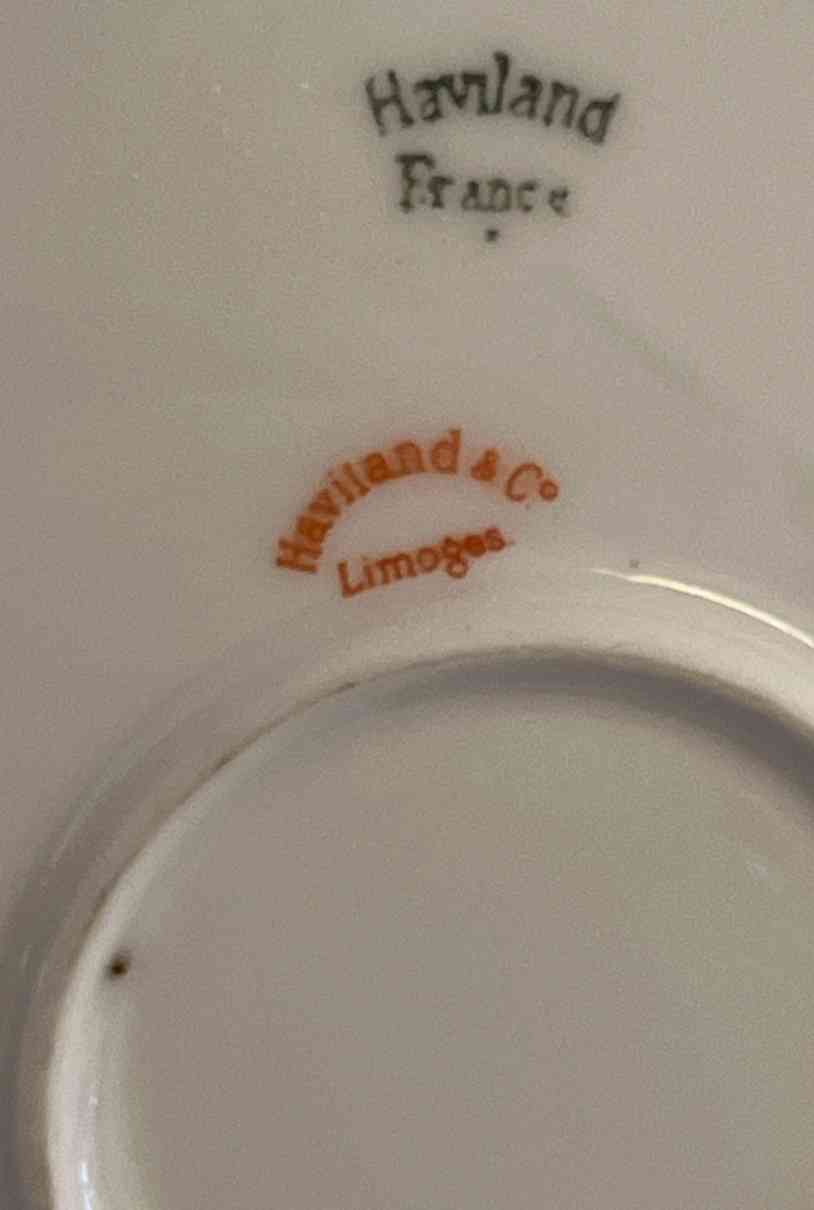 Haviland
France
Haviland & Co
Limoges